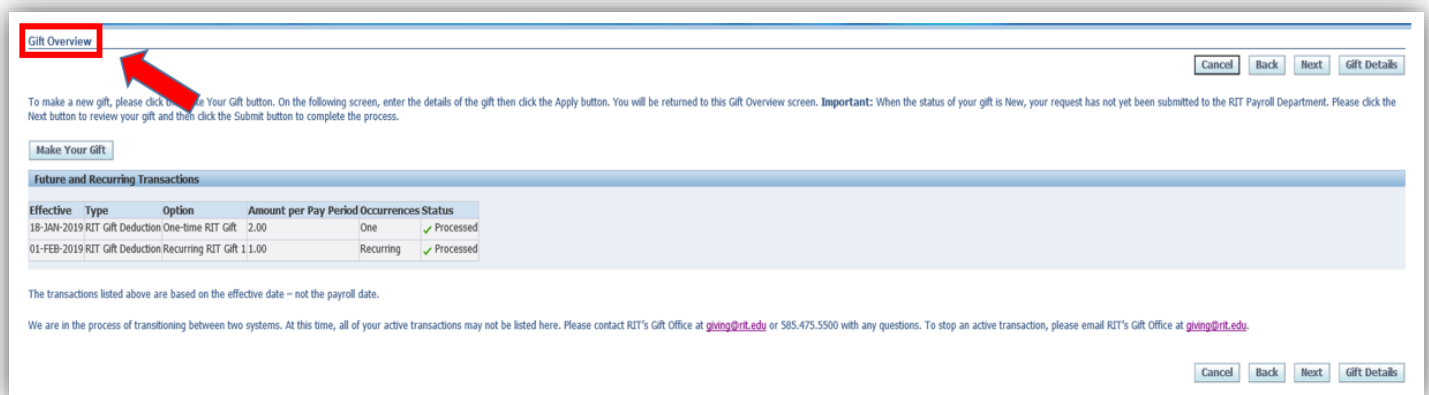 Gift Overview
Cancel Back Next Gift Details
To make a new gift, please click th e Your Gift button. On the following screen, enter the details of the gift then click the Apply button. You will be returned to this Gift Overview screen. Important: When the status of your gift is New, your request has not yet been submitted to the RIT Payroll Department. Please click the
Next button to review your gift and then click the Submit button to complete the process.
Make Your Gift
Future and Recurring Transactions
Effective Type Option Amount per Pay Period Occurrences Status
18-JAN-2019 RIT Gift Deduction One-time RIT Gift 2.00 One Processed
01-FEB-2019 RIT Gift Deduction Recurring RIT Gift 1 1.00 Recurring Processed
The transactions listed above are based on the effective date – not the payroll date.
We are in the process of transitioning between two systems. At this time, all of your active transactions may not be listed here. Please contact RIT's Gift Office at giving@rit.edu or 585.475.5500 with any questions. To stop an active transaction, please email RIT's Gift Office at giving@rit.edu.
Cancel Back Next Gift Details